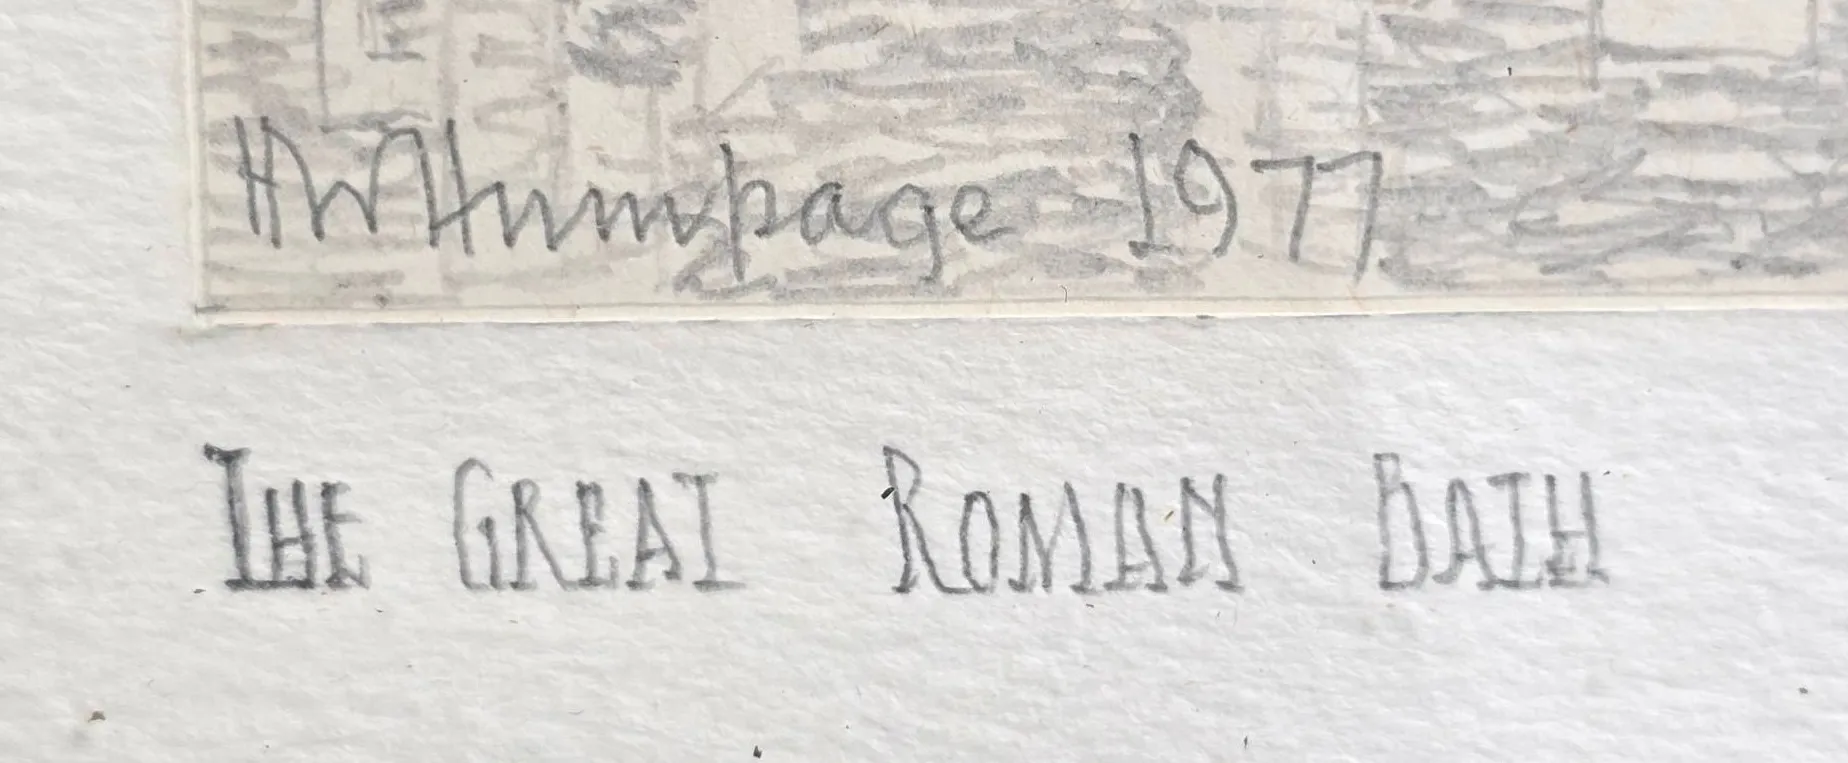 HWHumpage 1977
THE GREAT ROMAN BATH